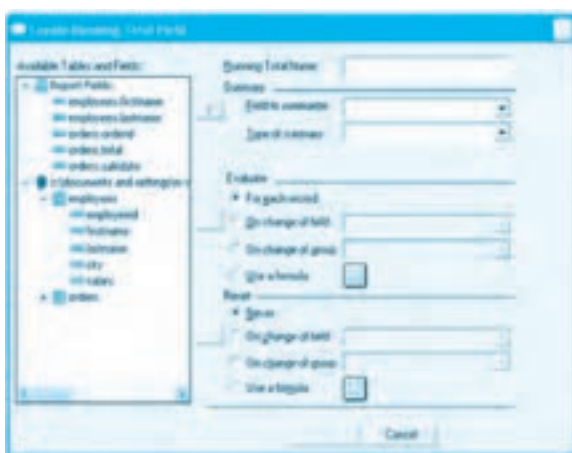 Create Running Total Field
Available Tables and Fields:
Report Fields
employees.firstname
employees.lastname
orders.orderid
orders.total
orders.saledate
c:\documents and settings\
employees
employeeid
firstname
lastname
city
salary
orders
Running Total Name:
Summary
Field to summarize
Type of summary
Evaluate
For each record
On change of field
On change of group
Use a formula
Reset
Never
On change of field
On change of group
Use a formula
Cancel